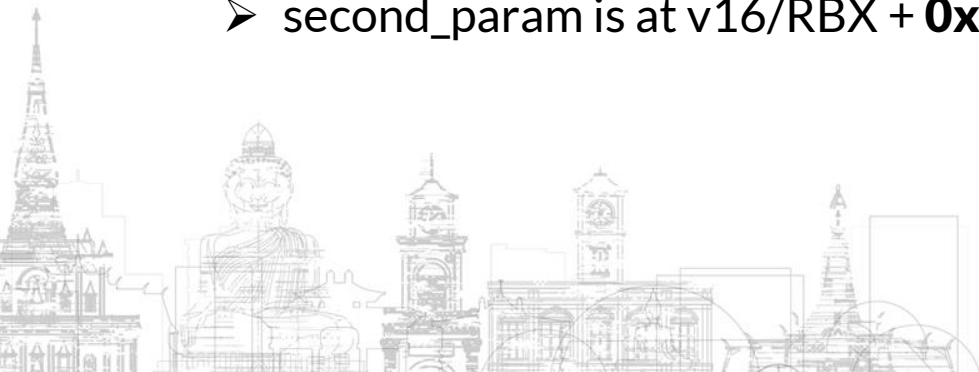 ➢ second_param is at v16/RBX + 0x